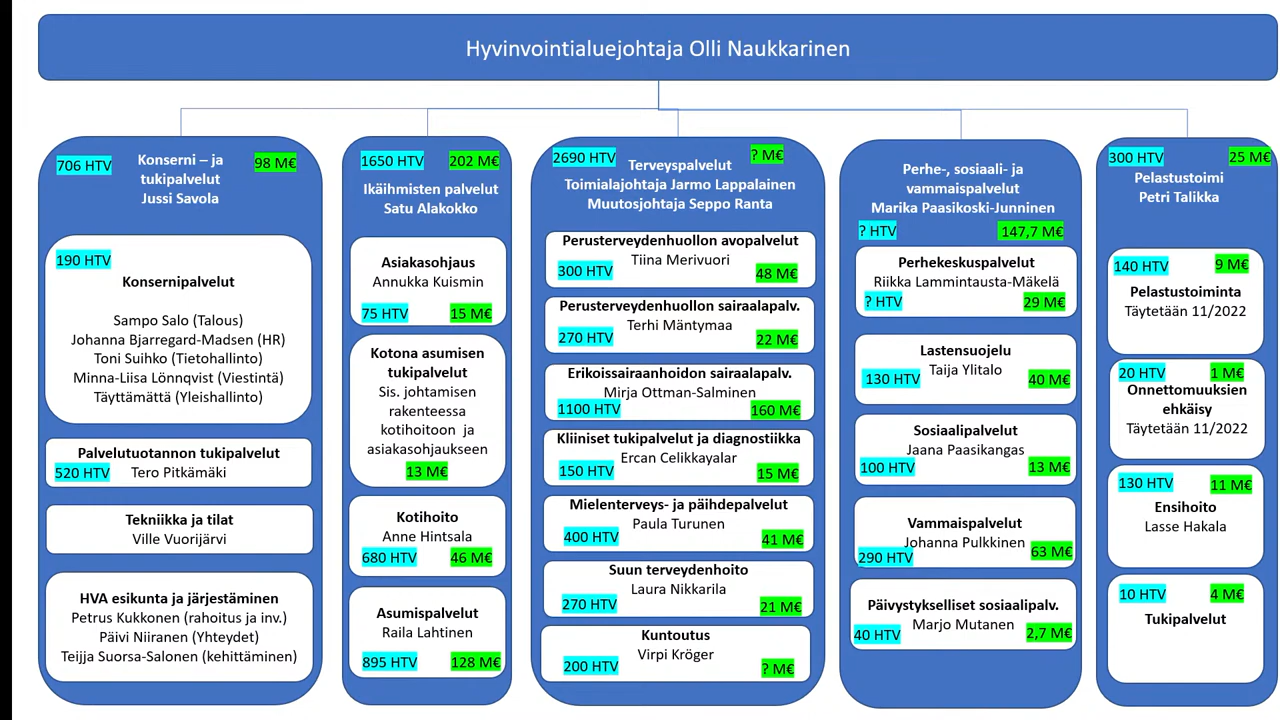 Hyvinvointialuejohtaja Olli Naukkarinen
706 HTV
Konserni – ja
98 M€
tukipalvelut
Jussi Savola
190 HTV
Konsernipalvelut
Sampo Salo (Talous)
Johanna Bjarregard-Madsen (HR)
Toni Suihko (Tietohallinto)
Minna-Liisa Lönnqvist (Viestintä)
Täyttämättä (Yleishallinto)
Palvelutuotannon tukipalvelut
520 HTV
Tero Pitkämäki
Tekniikka ja tilat
Ville Vuorijärvi
HVA esikunta ja järjestäminen
Petrus Kukkonen (rahoitus ja inv.)
Päivi Niiranen (Yhteydet)
Teijja Suorsa-Salonen (kehittäminen)
1650 HTV
202 M€
Ikäihmisten palvelut
Satu Alakokko
Asiakasohjaus
Annukka Kuismin
75 HTV
15 M€
Kotona asumisen
tukipalvelut
Sis. johtamisen
rakenteessa
kotihoitoon ja
asiakasohjaukseen
13 M€
Kotihoito
Anne Hintsala
680 HTV
46 M€
Asumispalvelut
Raila Lahtinen
895 HTV
128 M€
2690 HTV
? M€
Terveyspalvelut
Toimialajohtaja Jarmo Lappalainen
Muutosjohtaja Seppo Ranta
Perusterveydenhuollon avopalvelut
Tiina Merivuori
300 HTV
48 M€
Perusterveydenhuollon sairaalapalv.
Terhi Mäntymaa
270 HTV
22 M€
Erikoissairaanhoidon sairaalapalv.
Mirja Ottman-Salminen
1100 HTV
160 M€
Kliiniset tukipalvelut ja diagnostiikka
Ercan Celikkayalar
150 HTV
15 M€
Mielenterveys- ja päihdepalvelut
Paula Turunen
400 HTV
41 M€
Suun terveydenhoito
Laura Nikkarila
270 HTV
21 M€
Kuntoutus
Virpi Kröger
200 HTV
? M€
Perhe-, sosiaali- ja
vammaispalvelut
Marika Paasikoski-Junninen
? HTV
147,7 M€
Perhekeskuspalvelut
Riikka Lammintausta-Mäkelä
? HTV
29 M€
Lastensuojelu
Taija Ylitalo
130 HTV
40 M€
Sosiaalipalvelut
Jaana Paasikangas
100 HTV
13 M€
Vammaispalvelut
Johanna Pulkkinen
290 HTV
63 M€
Päivystykselliset sosiaalipalv.
Marjo Mutanen
40 HTV
2,7 M€
300 HTV
25 M€
Pelastustoimi
Petri Talikka
140 HTV
9 M€
Pelastustoiminta
Täytetään 11/2022
20 HTV
1 M€
Onnettomuuksien
ehkäisy
Täytetään 11/2022
130 HTV
11 M€
Ensihoito
Lasse Hakala
10 HTV
4 M€
Tukipalvelut